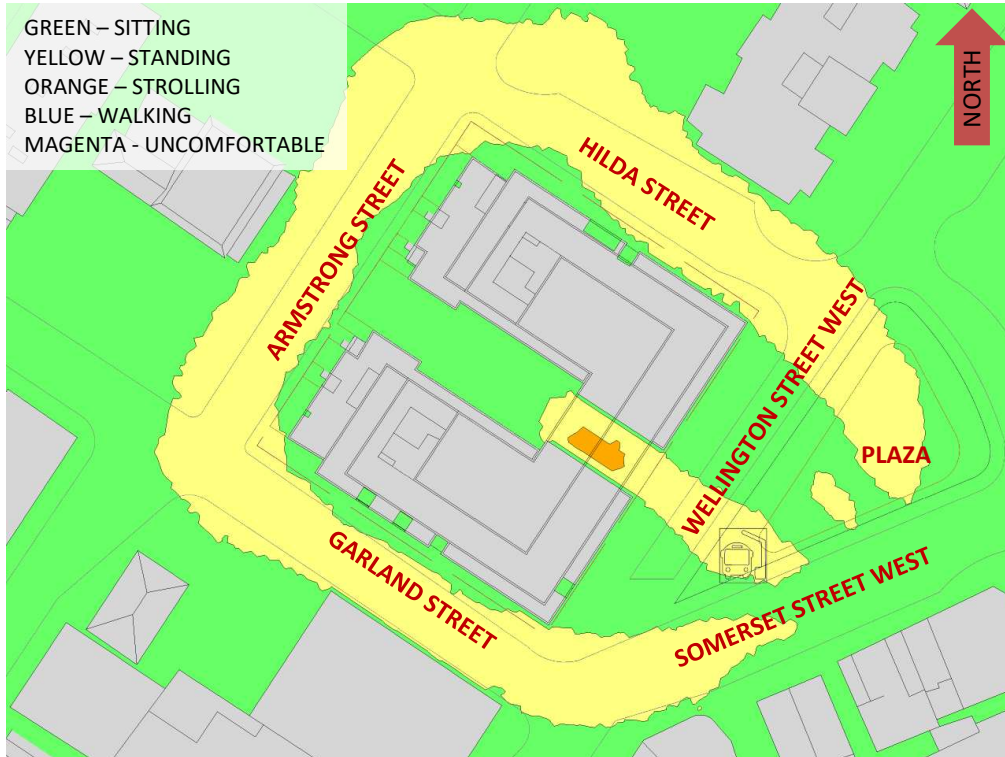 GREEN – SITTING
YELLOW – STANDING
ORANGE – STROLLING
BLUE – WALKING
MAGENTA - UNCOMFORTABLE
NORTH
HILDA STREET
ARMSTRONG STREET
WELLINGTON STREET WEST
PLAZA
GARLAND STREET
SOMERSET STREET WEST